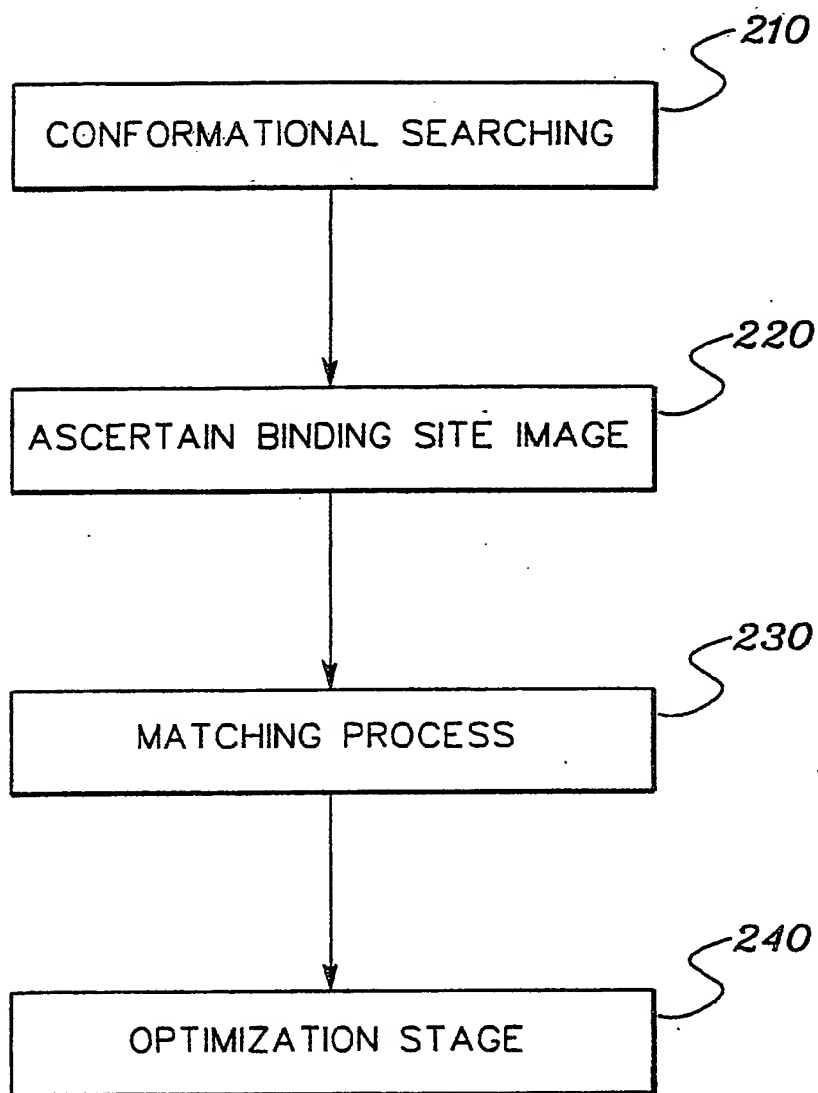 210
CONFORMATIONAL SEARCHING
220
ASCERTAIN BINDING SITE IMAGE
230
MATCHING PROCESS
240
OPTIMIZATION STAGE